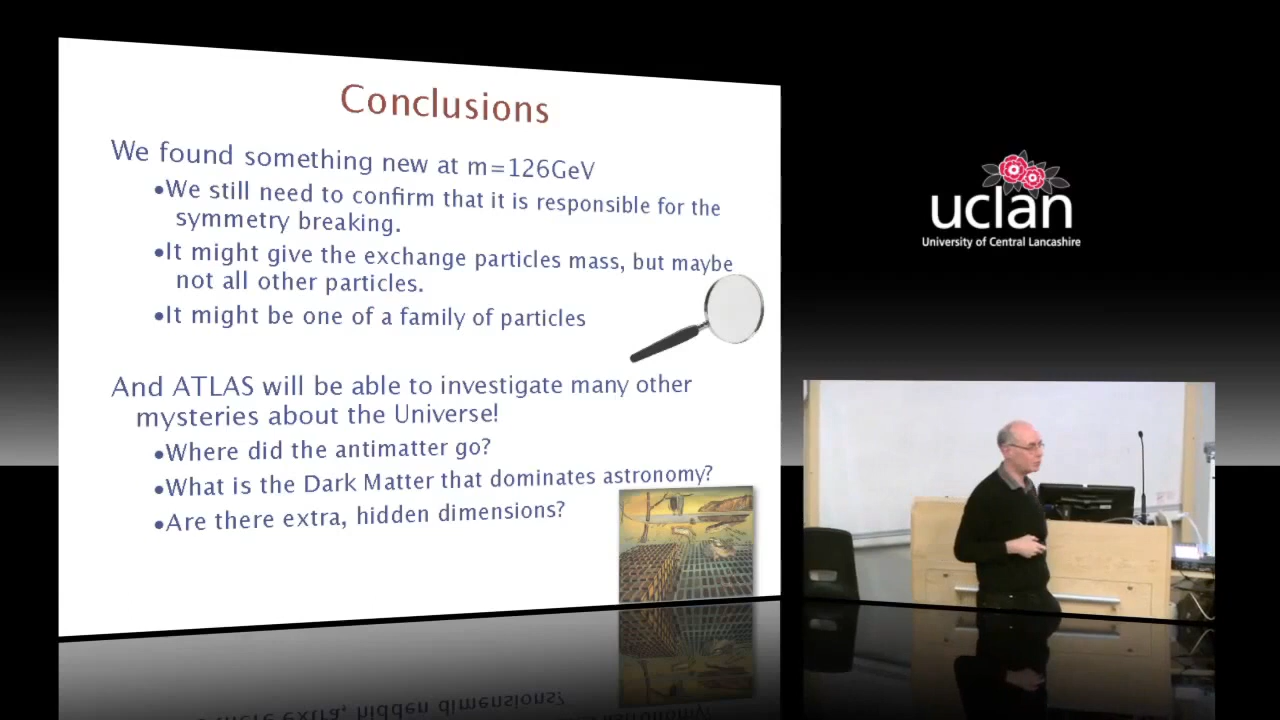 Conclusions
We found something new at m=126GeV
•We still need to confirm that it is responsible for the
symmetry breaking.
•It might give the exchange particles mass, but maybe
not all other particles.
•It might be one of a family of particles
And ATLAS will be able to investigate many other
mysteries about the Universe!
•Where did the antimatter go?
•What is the Dark Matter that dominates astronomy?
•Are there extra, hidden dimensions?
uclan
University of Central Lancashire